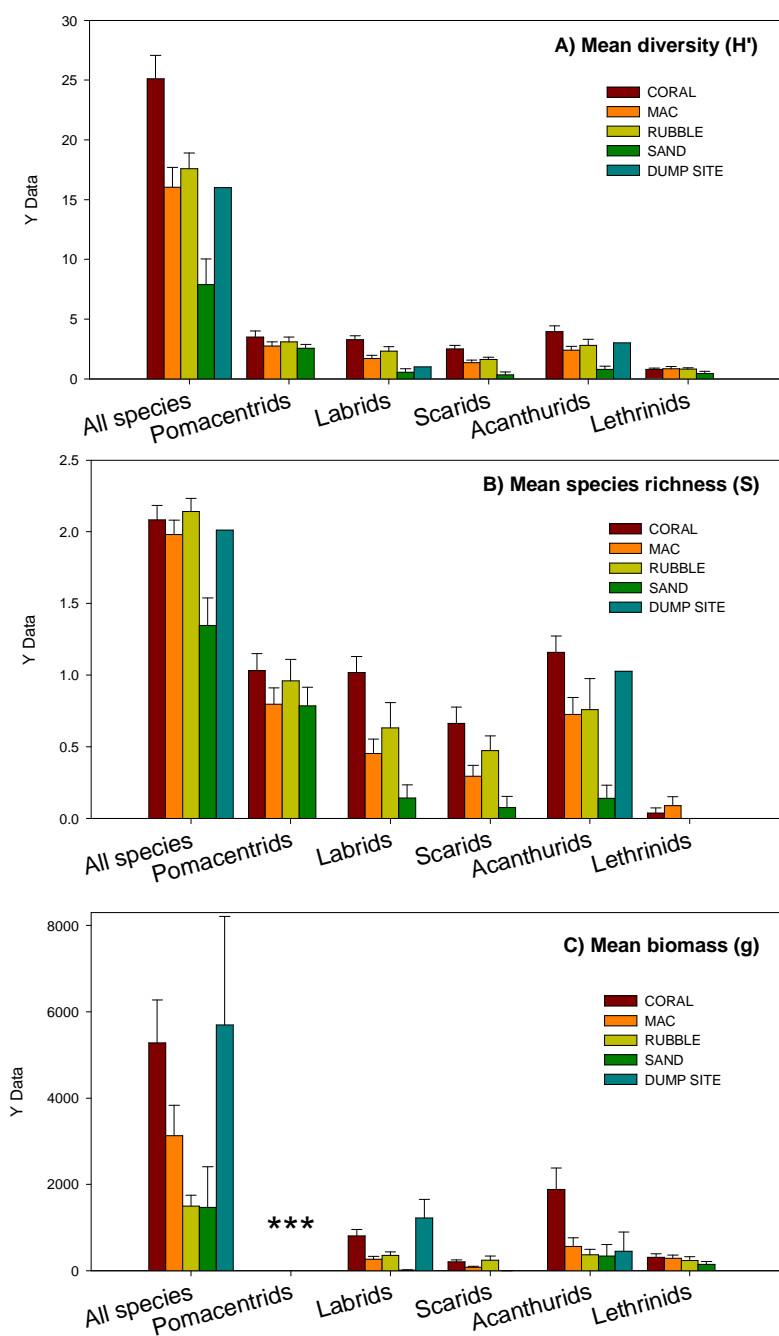 A) Mean diversity (H')
30
25
20
15
10
5
0
Y Data
CORAL
MAC
RUBBLE
SAND
DUMP SITE
All species
Pomacentrids
Labrids
Scarids
Acanthurids
Lethrinids
B) Mean species richness (S)
2.5
2.0
1.5
1.0
0.5
0.0
Y Data
CORAL
MAC
RUBBLE
SAND
DUMP SITE
All species
Pomacentrids
Labrids
Scarids
Acanthurids
Lethrinids
C) Mean biomass (g)
8000
6000
4000
2000
0
Y Data
CORAL
MAC
RUBBLE
SAND
DUMP SITE
***
All species
Pomacentrids
Labrids
Scarids
Acanthurids
Lethrinids